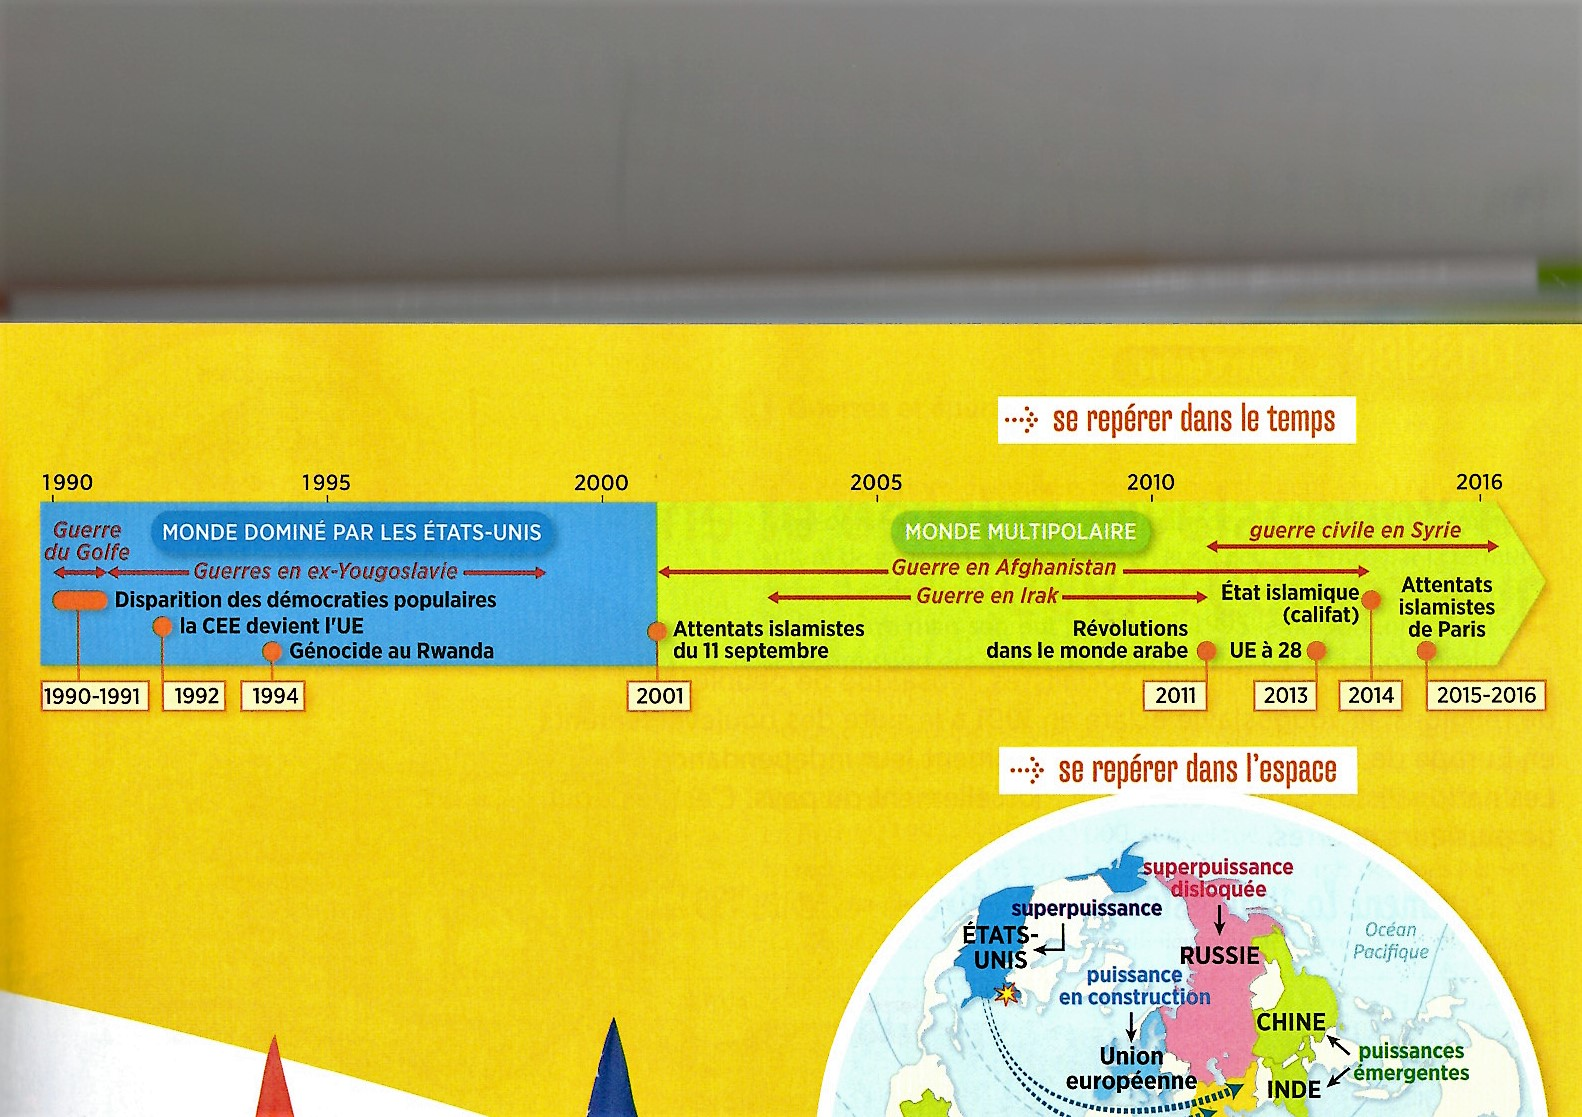 se repérer dans le temps
1990 1995 2000 2005 2010 2016
Guerre
du Golfe
MONDE DOMINÉ PAR LES ÉTATS-UNIS
MONDE MULTIPOLAIRE
guerre civile en Syrie
Guerres en ex-Yougoslavie
Guerre en Afghanistan
Guerre en Irak
Disparition des démocraties populaires
la CEE devient l'UE
Génocide au Rwanda
Attentats islamistes
du 11 septembre
Révolutions
dans le monde arabe
UE à 28
État islamique
(califat)
Attentats
islamistes
de Paris
1990-1991 1992 1994 2001 2011 2013 2014 2015-2016
se repérer dans l'espace
superpuissance
disloquée
superpuissance
ÉTATS-
UNIS
RUSSIE
Océan
Pacifique
puissance
en construction
CHINE
Union
européenne
puissances
émergentes
INDE